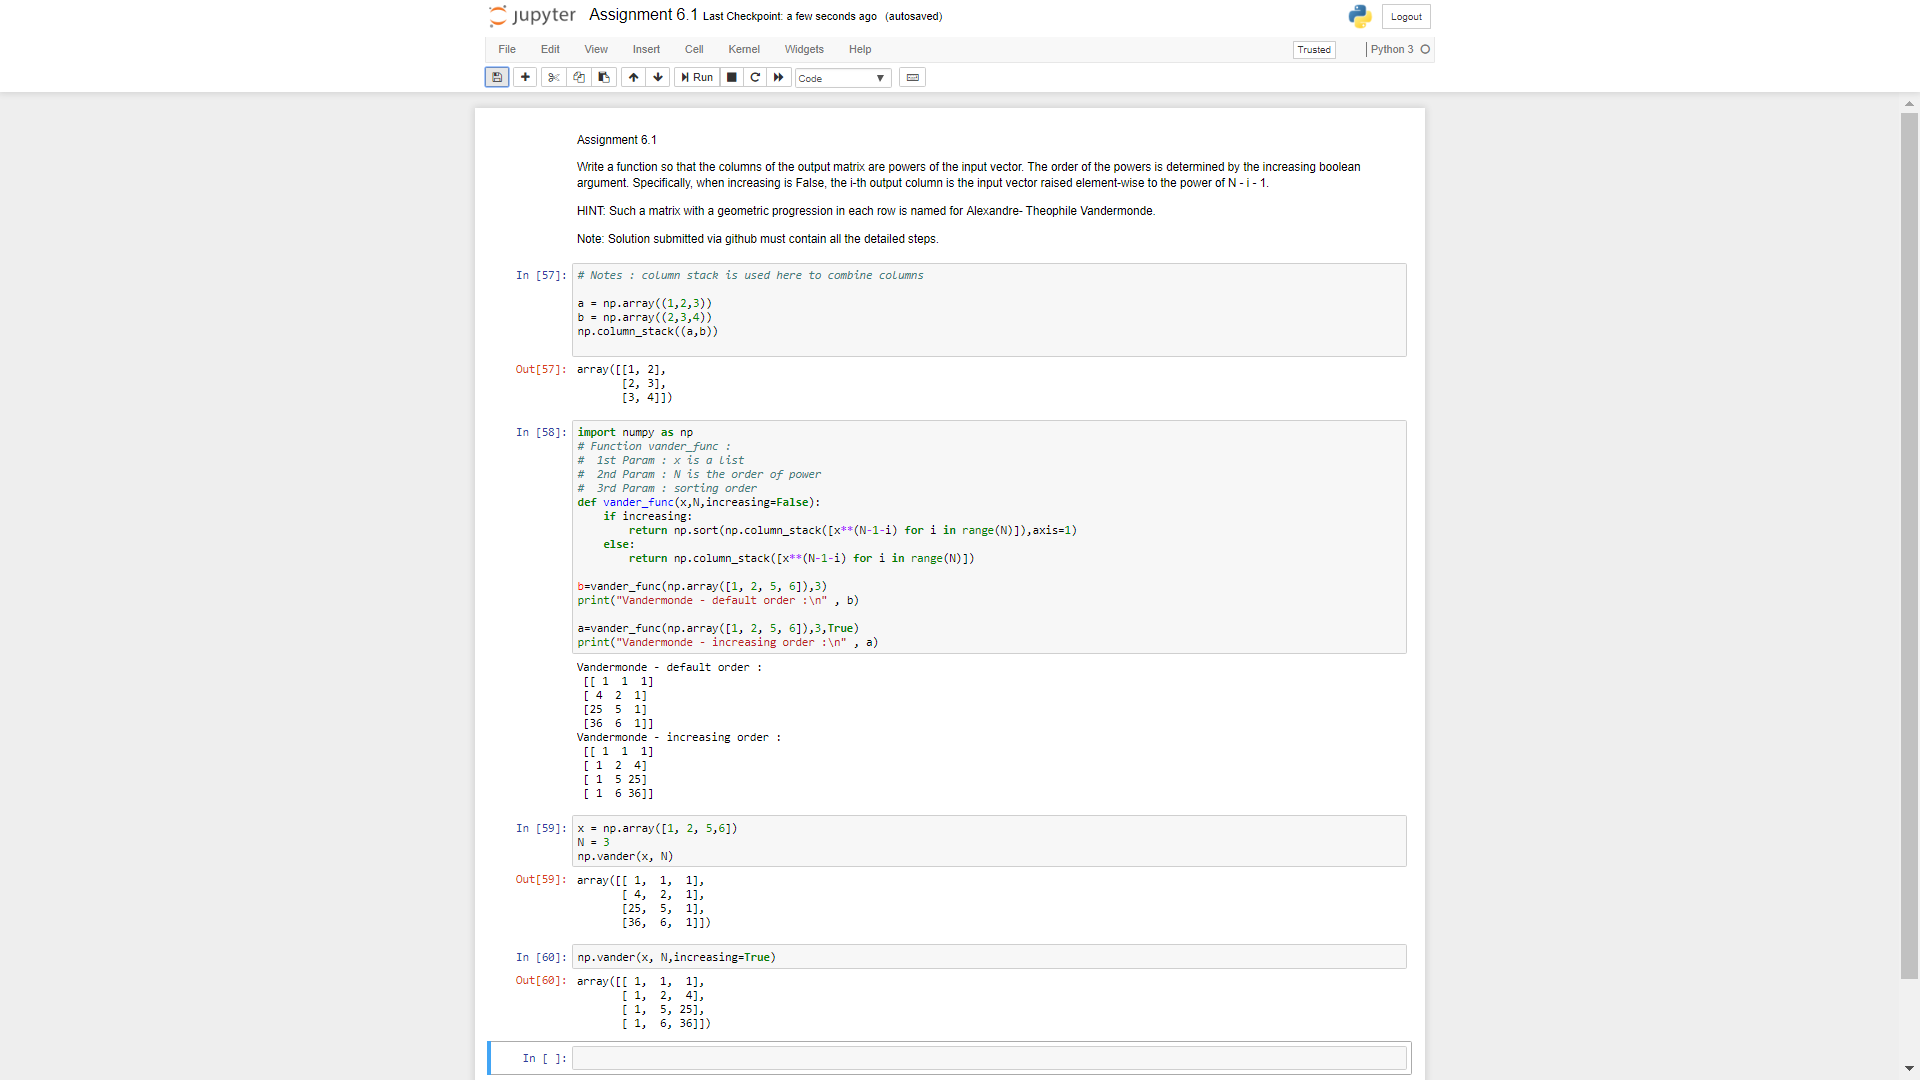 jupyter Assignment 6.1 Last Checkpoint: a few seconds ago (autosaved) Logout
File Edit View Insert Cell Kernel Widgets Help Trusted Python 3
Run Code
Assignment 6.1
Write a function so that the columns of the output matrix are powers of the input vector. The order of the powers is determined by the increasing boolean
argument. Specifically, when increasing is False, the i-th output column is the input vector raised element-wise to the power of N - i - 1.
HINT: Such a matrix with a geometric progression in each row is named for Alexandre- Theophile Vandermonde.
Note: Solution submitted via github must contain all the detailed steps.
In [57]: # Notes : column stack is used here to combine columns
a = np.array((1,2,3))
b = np.array((2,3,4))
np.column_stack((a,b))
Out[57]: array([[1, 2],
[2, 3],
[3, 4]])
In [58]: import numpy as np
# Function vander_func :
#  1st Param : x is a list
#  2nd Param : N is the order of power
#  3rd Param : sorting order
def vander_func(x,N,increasing=False):
    if increasing:
        return np.sort(np.column_stack([x**(N-1-i) for i in range(N)]),axis=1)
    else:
        return np.column_stack([x**(N-1-i) for i in range(N)])
b=vander_func(np.array([1, 2, 5, 6]),3)
print("Vandermonde - default order :\n" , b)
a=vander_func(np.array([1, 2, 5, 6]),3,True)
print("Vandermonde - increasing order :\n" , a)
Vandermonde - default order :
[[ 1  1  1]
[ 4  2  1]
[25  5  1]
[36  6  1]]
Vandermonde - increasing order :
[[ 1  1  1]
[ 1  2  4]
[ 1  5 25]
[ 1  6 36]]
In [59]: x = np.array([1, 2, 5,6])
N = 3
np.vander(x, N)
Out[59]: array([[ 1,  1,  1],
[ 4,  2,  1],
[25,  5,  1],
[36,  6,  1]])
In [60]: np.vander(x, N,increasing=True)
Out[60]: array([[ 1,  1,  1],
[ 1,  2,  4],
[ 1,  5, 25],
[ 1,  6, 36]])
In [ ]: